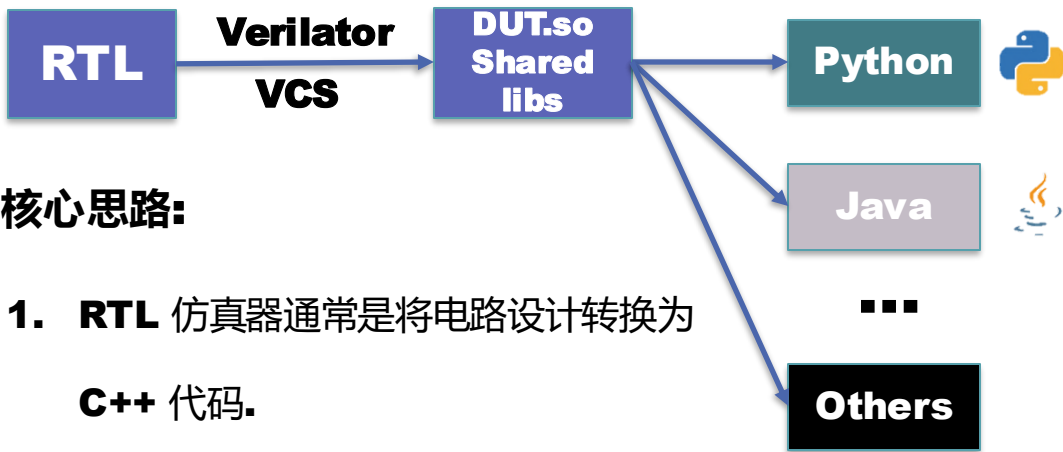 RTL
Verilator
VCS
DUT.so
Shared
libs
Python
Java
...
Others
核心思路:
1. RTL 仿真器通常是将电路设计转换为
C++ 代码.